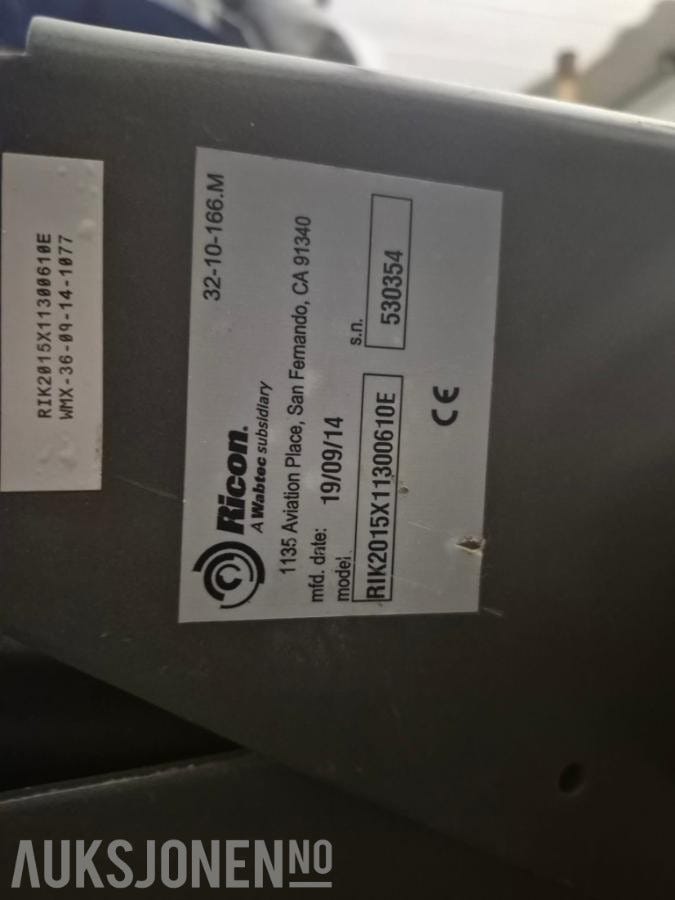 RIK2015X11300610E
WMX-36-09-14-1077
32-10-166.M
Ricon.
A Wabtec subsidiary
1135 Aviation Place, San Fernando, CA 91340
mfd. date: 19/09/14
model s.n.
RIK2015X11300610E 530354
CE
AUKSJONEN.NO